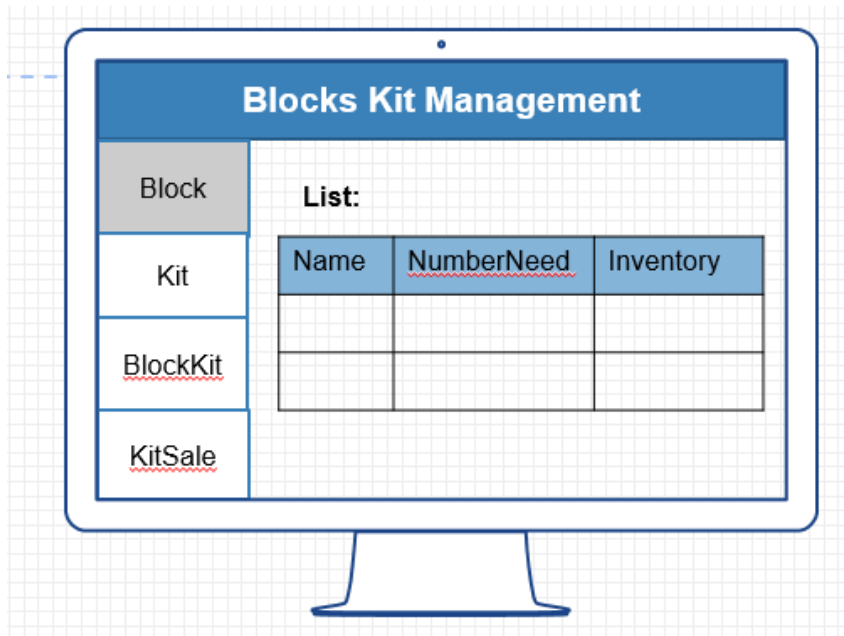 Blocks Kit Management
Block
Kit
BlockKit
KitSale
List:
Name NumberNeed Inventory